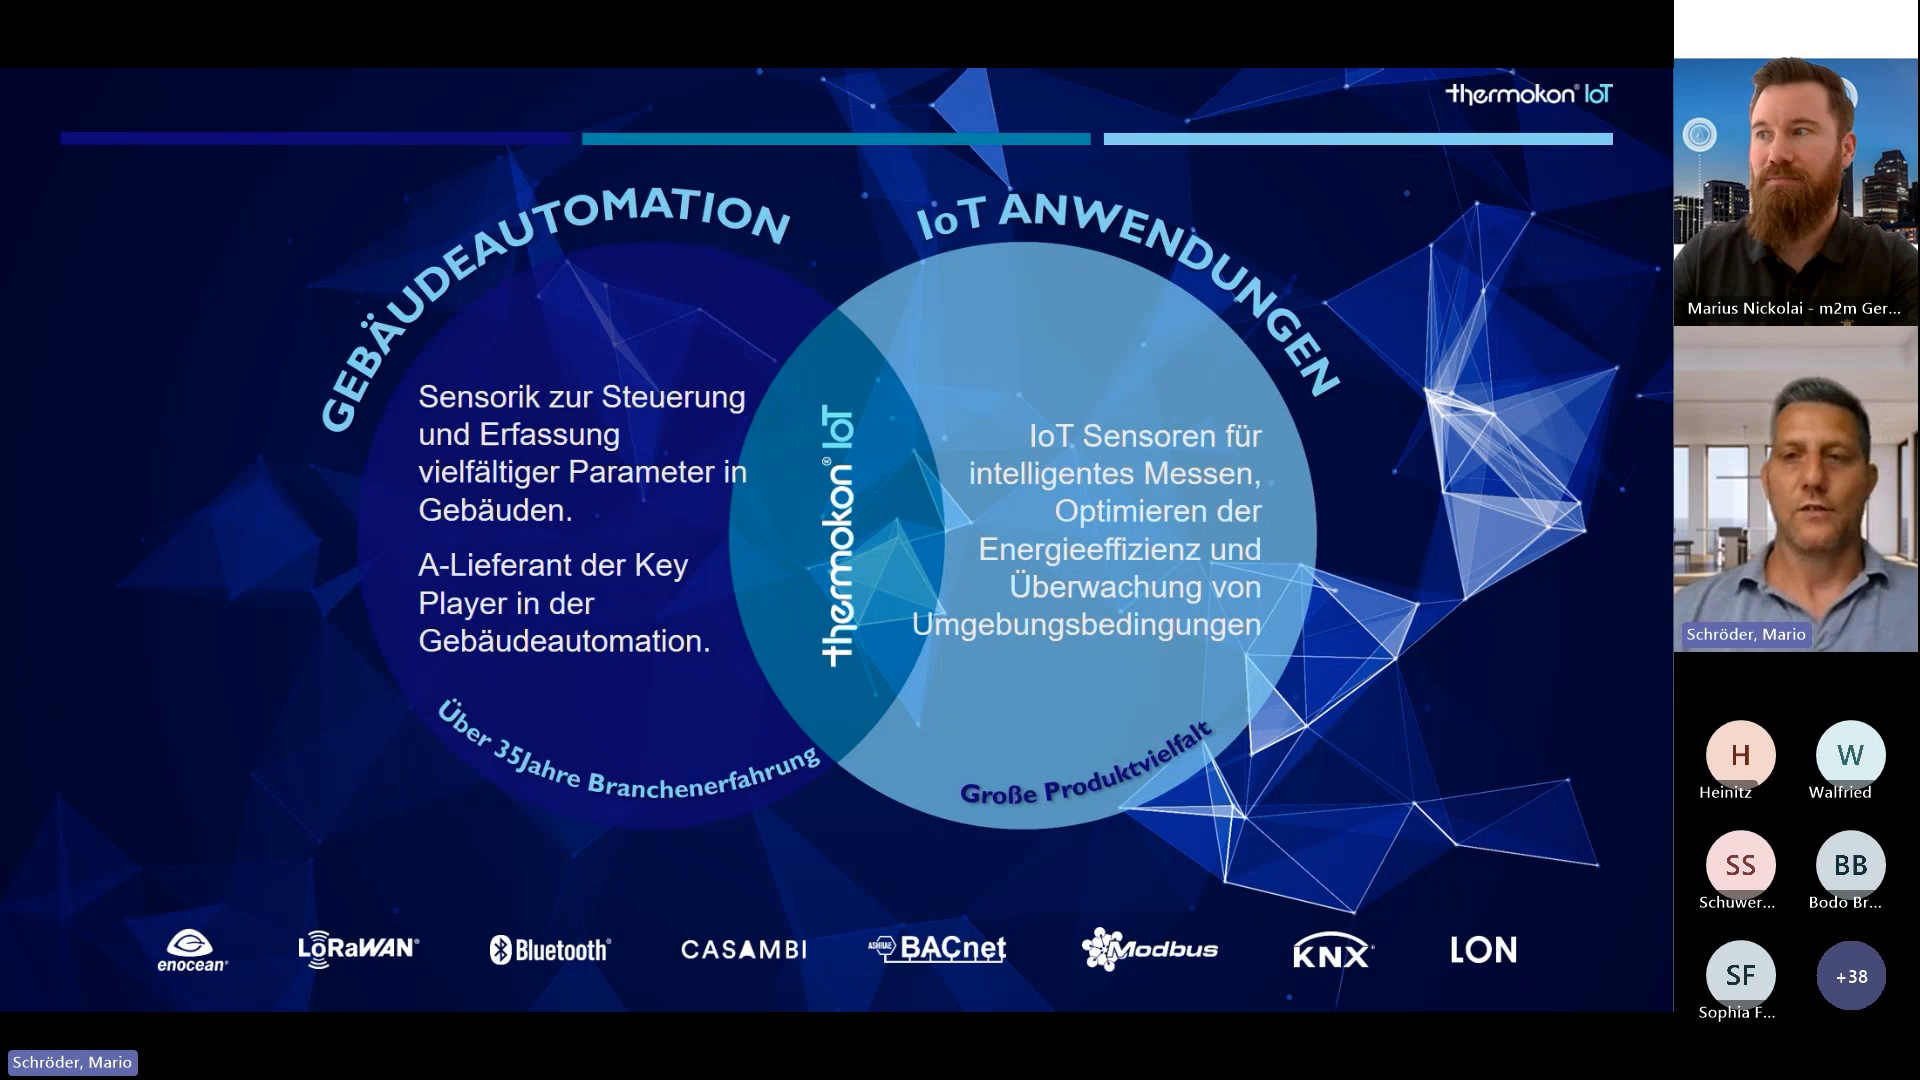 thermokon® IoT
GEBÄUDEAUTOMATION
IoT ANWENDUNGEN
Sensorik zur Steuerung
und Erfassung
vielfältiger Parameter in
Gebäuden.
A-Lieferant der Key
Player in der
Gebäudeautomation.
Über 35Jahre Branchenerfahrung
thermokon® IoT
IoT Sensoren für
intelligentes Messen,
Optimieren der
Energieeffizienz und
Überwachung von
Umgebungsbedingungen
Große Produktvielfalt
enocean®
LoRaWAN®
Bluetooth®
CASAMBI
ASHRAE BACnet
Modbus
KNX®
LON
Marius Nickolai - m2m Ger...
Schröder, Mario
H
Heinitz
W
Walfried
SS
Schuwer...
BB
Bodo Br...
SF
Sophia F...
+38
Schröder, Mario